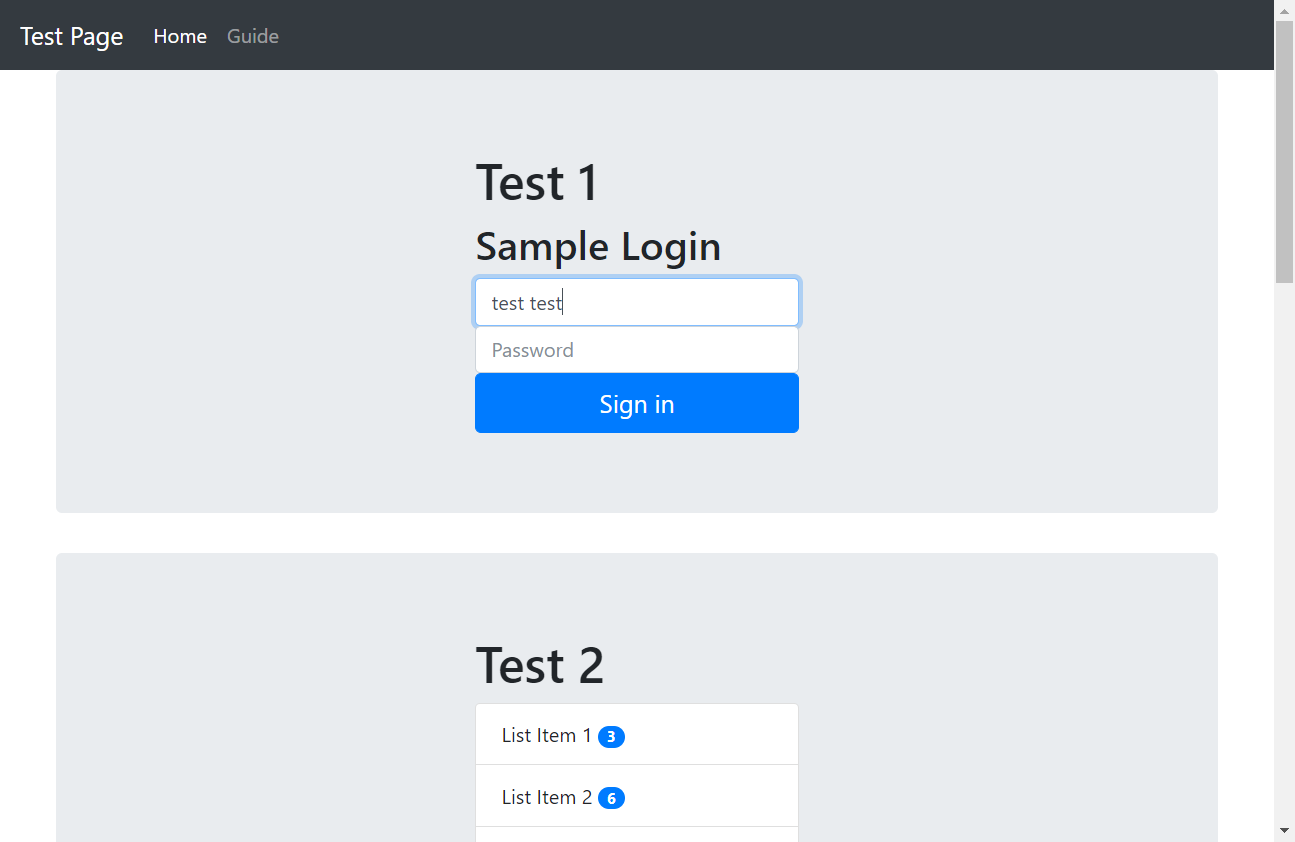 Test Page Home Guide
Test 1
Sample Login
test test
Password
Sign in
Test 2
List Item 1 3
List Item 2 6